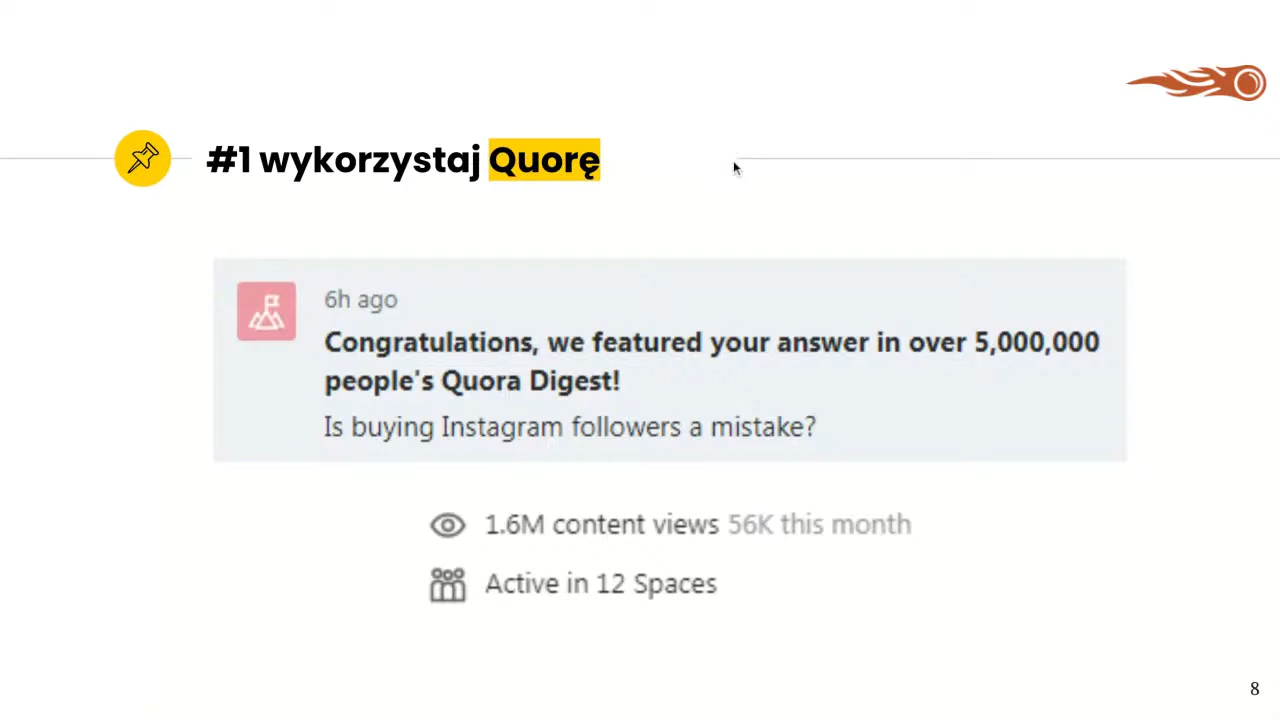 #1 wykorzystaj Quorę
6h ago
Congratulations, we featured your answer in over 5,000,000
people's Quora Digest!
Is buying Instagram followers a mistake?
1.6M content views 56K this month
Active in 12 Spaces
8